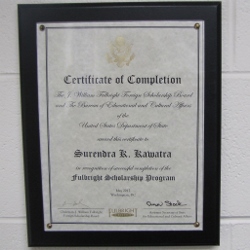 Certificate of Completion
The J. William Fulbright Foreign Scholarship Board
and The Bureau of Educational and Cultural Affairs
of the
United States Department of State
award this certificate to
Surendra K. Kawatra
in recognition of successful completion of the
Fulbright Scholarship Program
FULBRIGHT